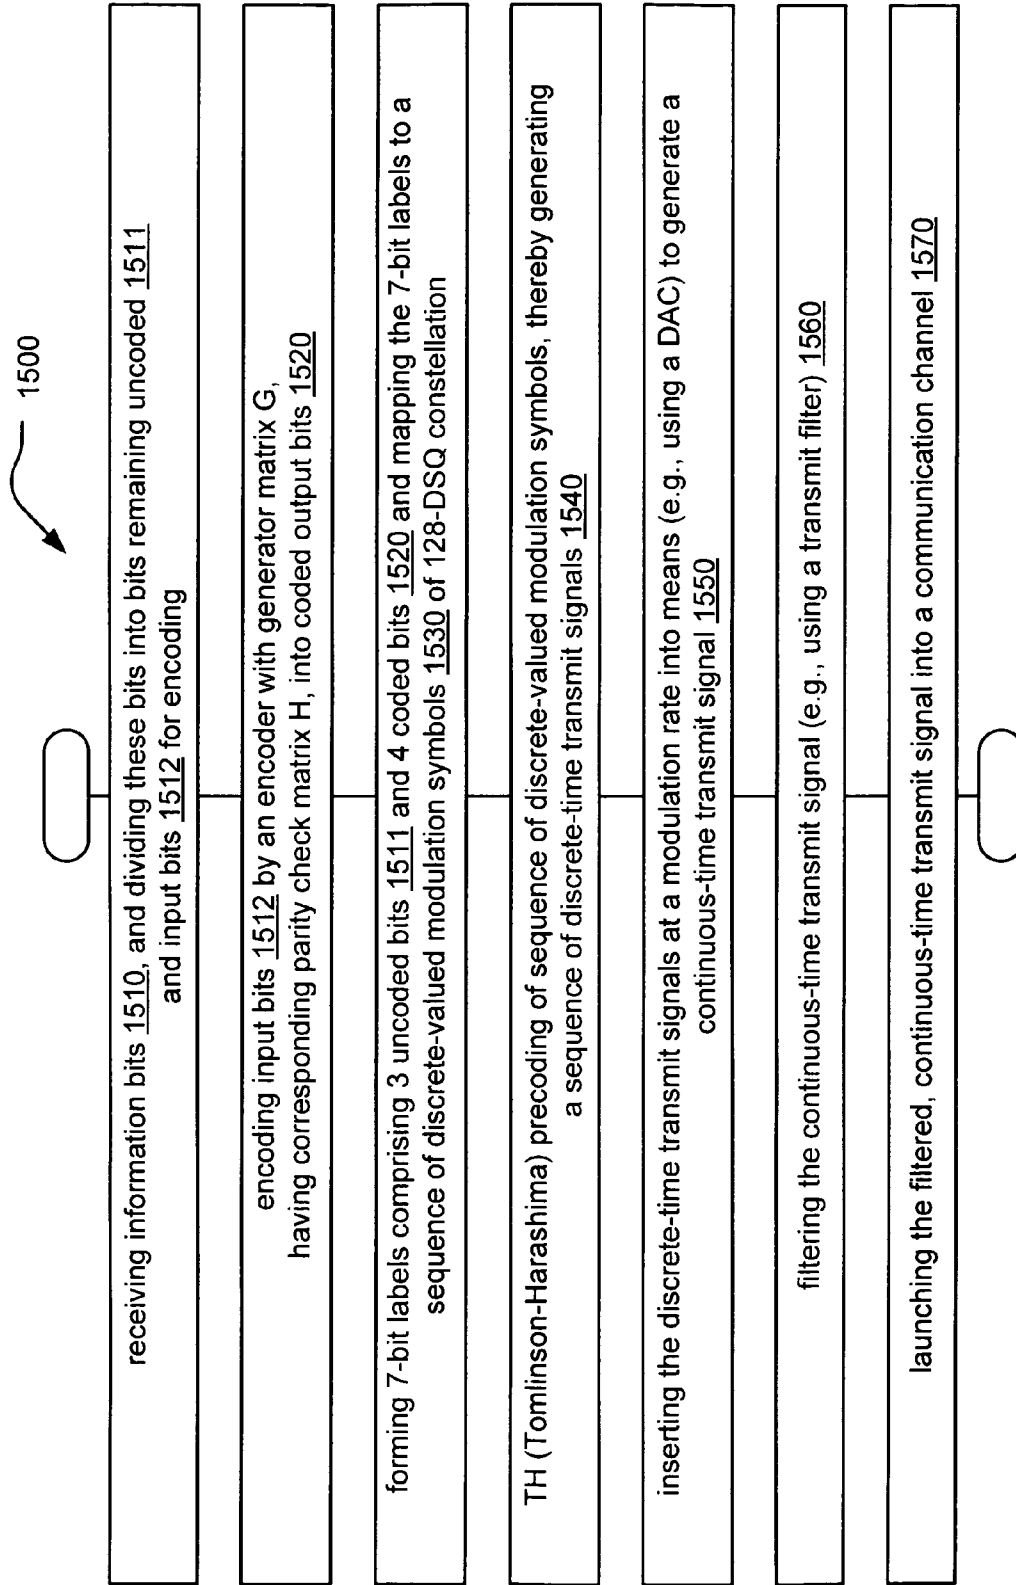 1500
receiving information bits 1510, and dividing these bits into bits remaining uncoded 1511
and input bits 1512 for encoding
encoding input bits 1512 by an encoder with generator matrix G,
having corresponding parity check matrix H, into coded output bits 1520
forming 7-bit labels comprising 3 uncoded bits 1511 and 4 coded bits 1520 and mapping the 7-bit labels to a
sequence of discrete-valued modulation symbols 1530 of 128-DSQ constellation
TH (Tomlinson-Harashima) precoding of sequence of discrete-valued modulation symbols, thereby generating
a sequence of discrete-time transmit signals 1540
inserting the discrete-time transmit signals at a modulation rate into means (e.g., using a DAC) to generate a
continuous-time transmit signal 1550
filtering the continuous-time transmit signal (e.g., using a transmit filter) 1560
launching the filtered, continuous-time transmit signal into a communication channel 1570